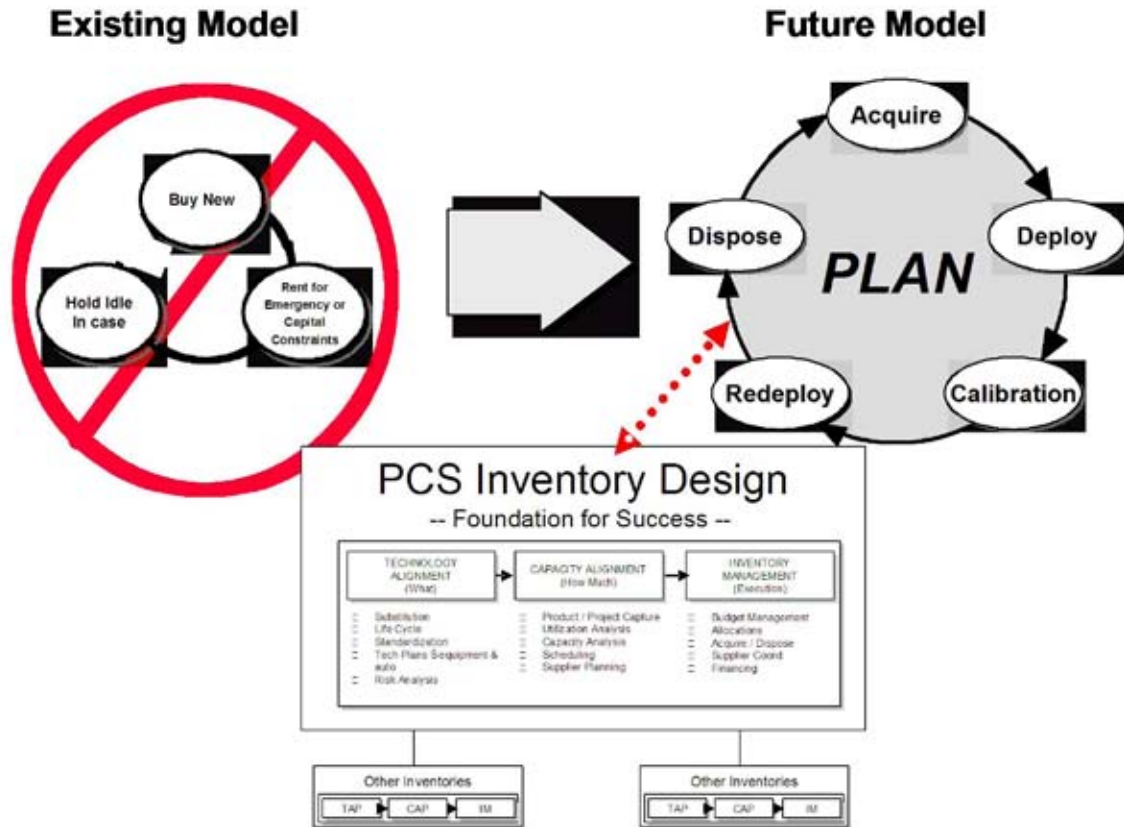 Existing Model
Future Model
Buy New
Hold Idle
In case
Rent for
Emergency or
Capital
Constraints
Acquire
Deploy
Calibration
Redeploy
Dispose
PLAN
PCS Inventory Design
-- Foundation for Success --
TECHNOLOGY
ALIGNMENT
(What)
CAPACITY ALIGNMENT
(How Much)
INVENTORY
MANAGEMENT
(Execution)
Substitution
Life Cycle
Standardization
Tech Plans &
auto
Risk Analysis
Product / Project Capture
Utilization Analysis
Capacity Analysis
Scheduling
Supplier Planning
Budget Management
Allocations
Acquire / Dispose
Supplier Coord
Financing
Other Inventories
TAP
CAP
IM
Other Inventories
TAP
CAP
IM